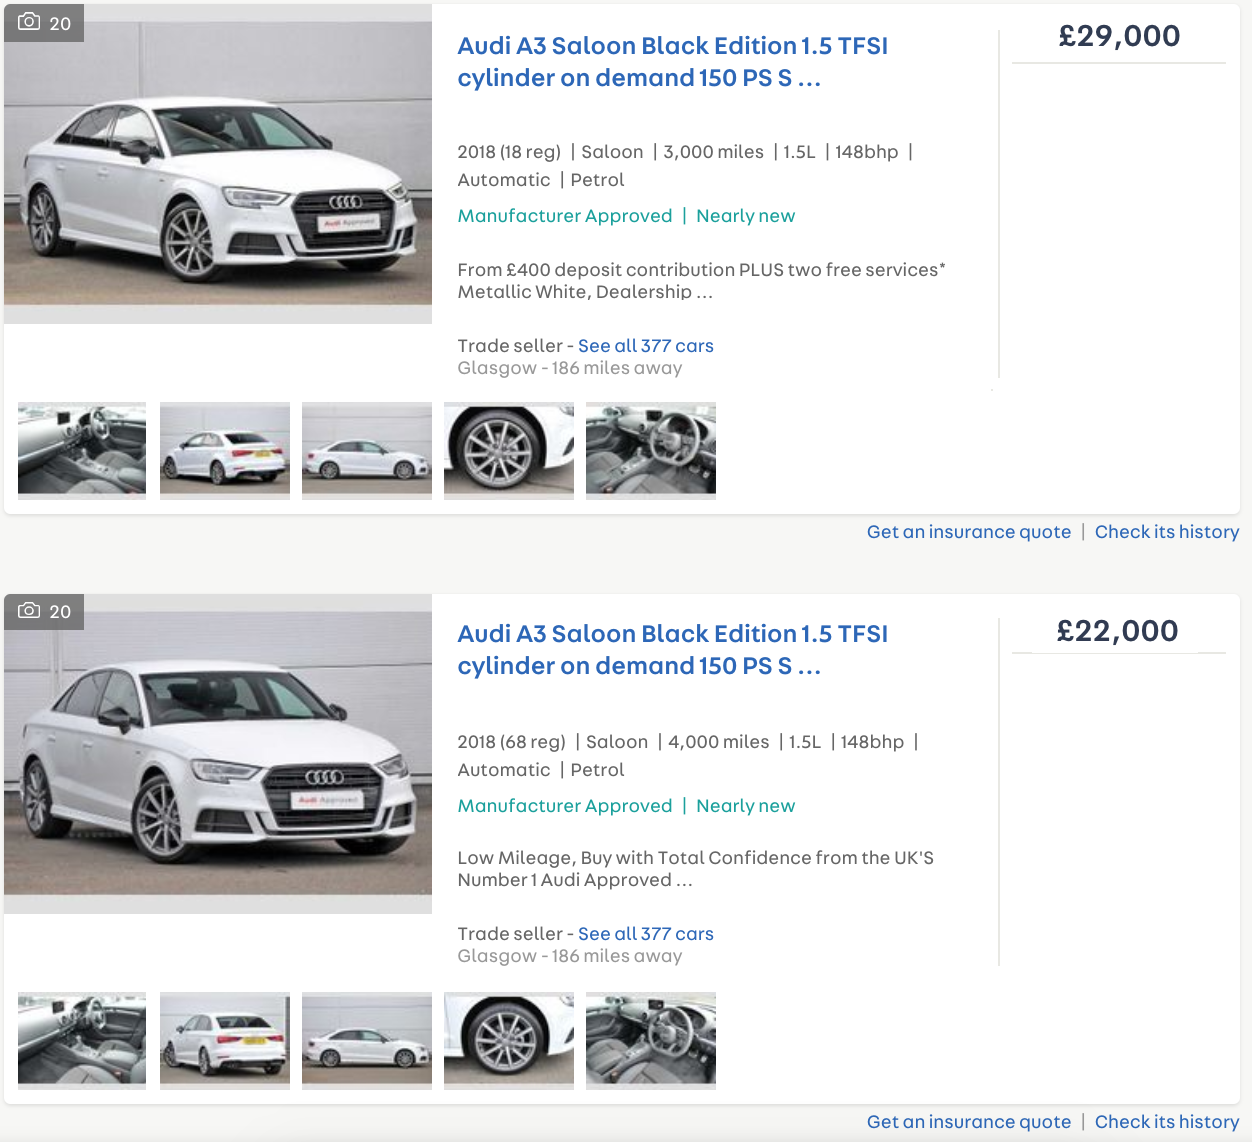 20
Audi A3 Saloon Black Edition 1.5 TFSI
cylinder on demand 150 PS S ...
£29,000
2018 (18 reg) | Saloon | 3,000 miles | 1.5L | 148bhp |
Automatic | Petrol
Manufacturer Approved | Nearly new
From £400 deposit contribution PLUS two free services*
Metallic White, Dealership ...
Trade seller - See all 377 cars
Glasgow - 186 miles away
Audi Approved
Get an insurance quote | Check its history
20
Audi A3 Saloon Black Edition 1.5 TFSI
cylinder on demand 150 PS S ...
£22,000
2018 (68 reg) | Saloon | 4,000 miles | 1.5L | 148bhp |
Automatic | Petrol
Manufacturer Approved | Nearly new
Low Mileage, Buy with Total Confidence from the UK'S
Number 1 Audi Approved ...
Trade seller - See all 377 cars
Glasgow - 186 miles away
Audi Approved
Get an insurance quote | Check its history